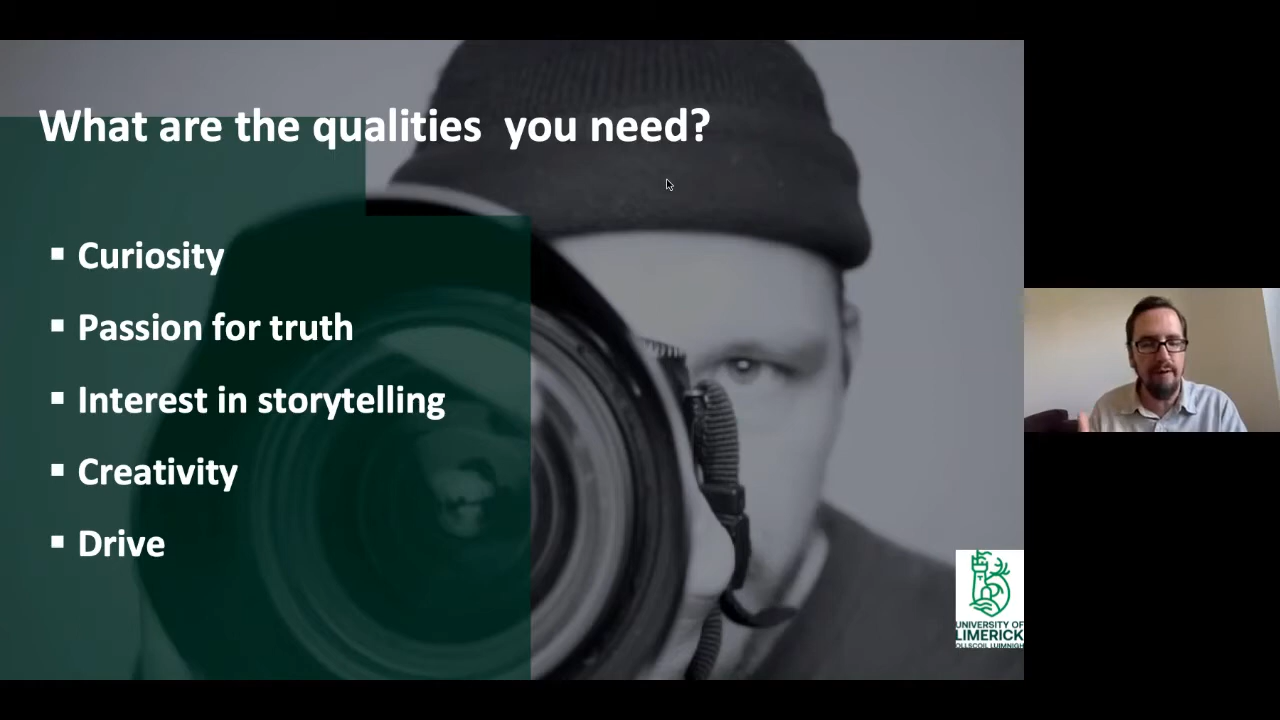 What are the qualities  you need?
Curiosity
Passion for truth
Interest in storytelling
Creativity
Drive
UNIVERSITY OF
LIMERICK
OLLSCOIL LUIMNIGH